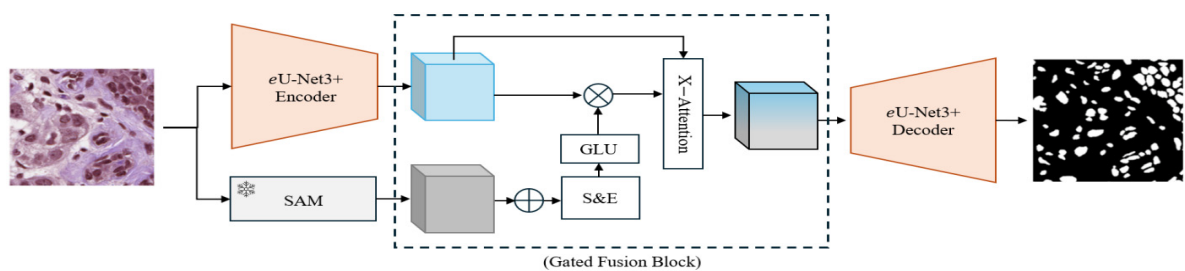 eU-Net3+
Encoder
SAM
GLU
S&E
X-Attention
eU-Net3+
Decoder
(Gated Fusion Block)